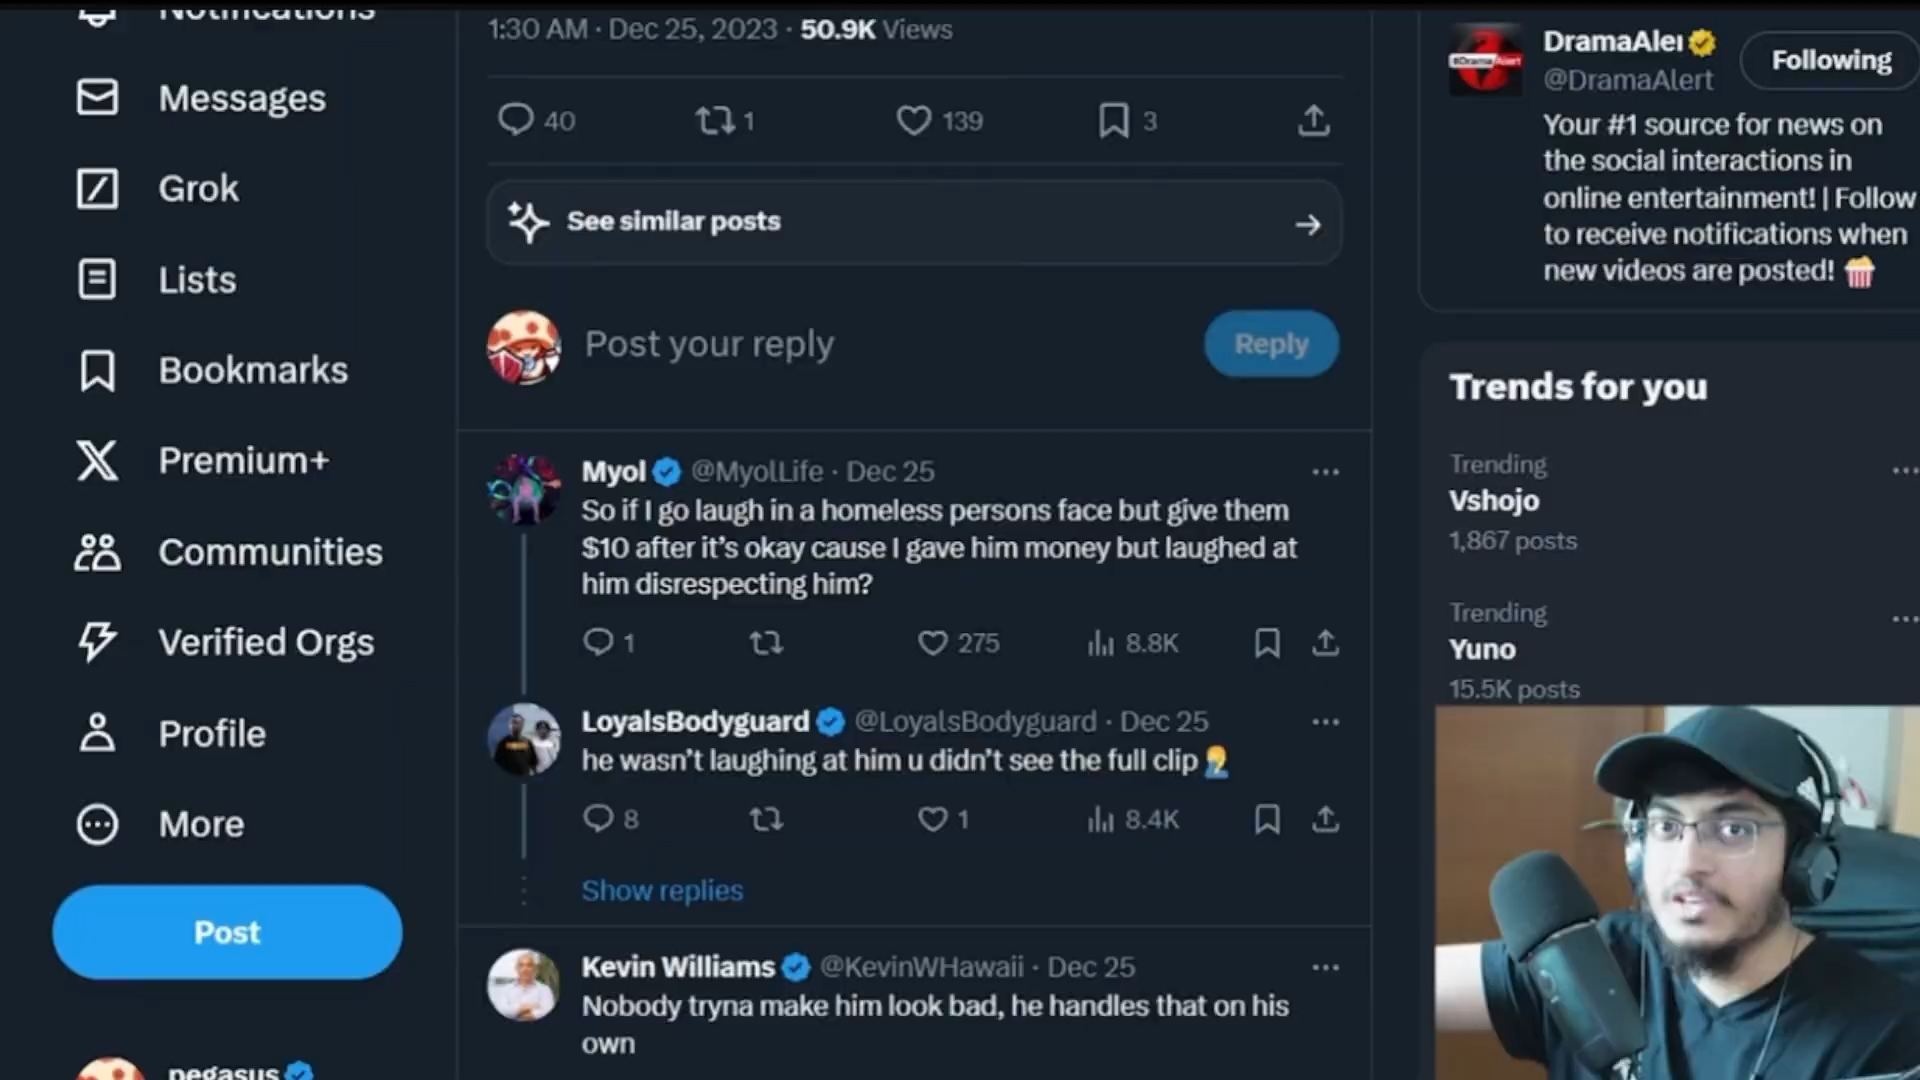 Notifications
Messages
Grok
Lists
Bookmarks
Premium+
Communities
Verified Orgs
Profile
More
Post
pegasus
1:30 AM · Dec 25, 2023 · 50.9K Views
40 1 139 3
See similar posts
Post your reply
Reply
Myol @MyolLife · Dec 25
So if I go laugh in a homeless persons face but give them
$10 after it’s okay cause I gave him money but laughed at
him disrespecting him?
1 275 8.8K
LoyalsBodyguard @LoyalsBodyguard · Dec 25
he wasn’t laughing at him u didn’t see the full clip
8 1 8.4K
Show replies
Kevin Williams @KevinWHawaii · Dec 25
Nobody tryna make him look bad, he handles that on his
own
#DramaAlert
DramaAler
@DramaAlert
Following
Your #1 source for news on
the social interactions in
online entertainment! | Follow
to receive notifications when
new videos are posted!
Trends for you
Trending
Vshojo
1,867 posts
Trending
Yuno
15.5K posts